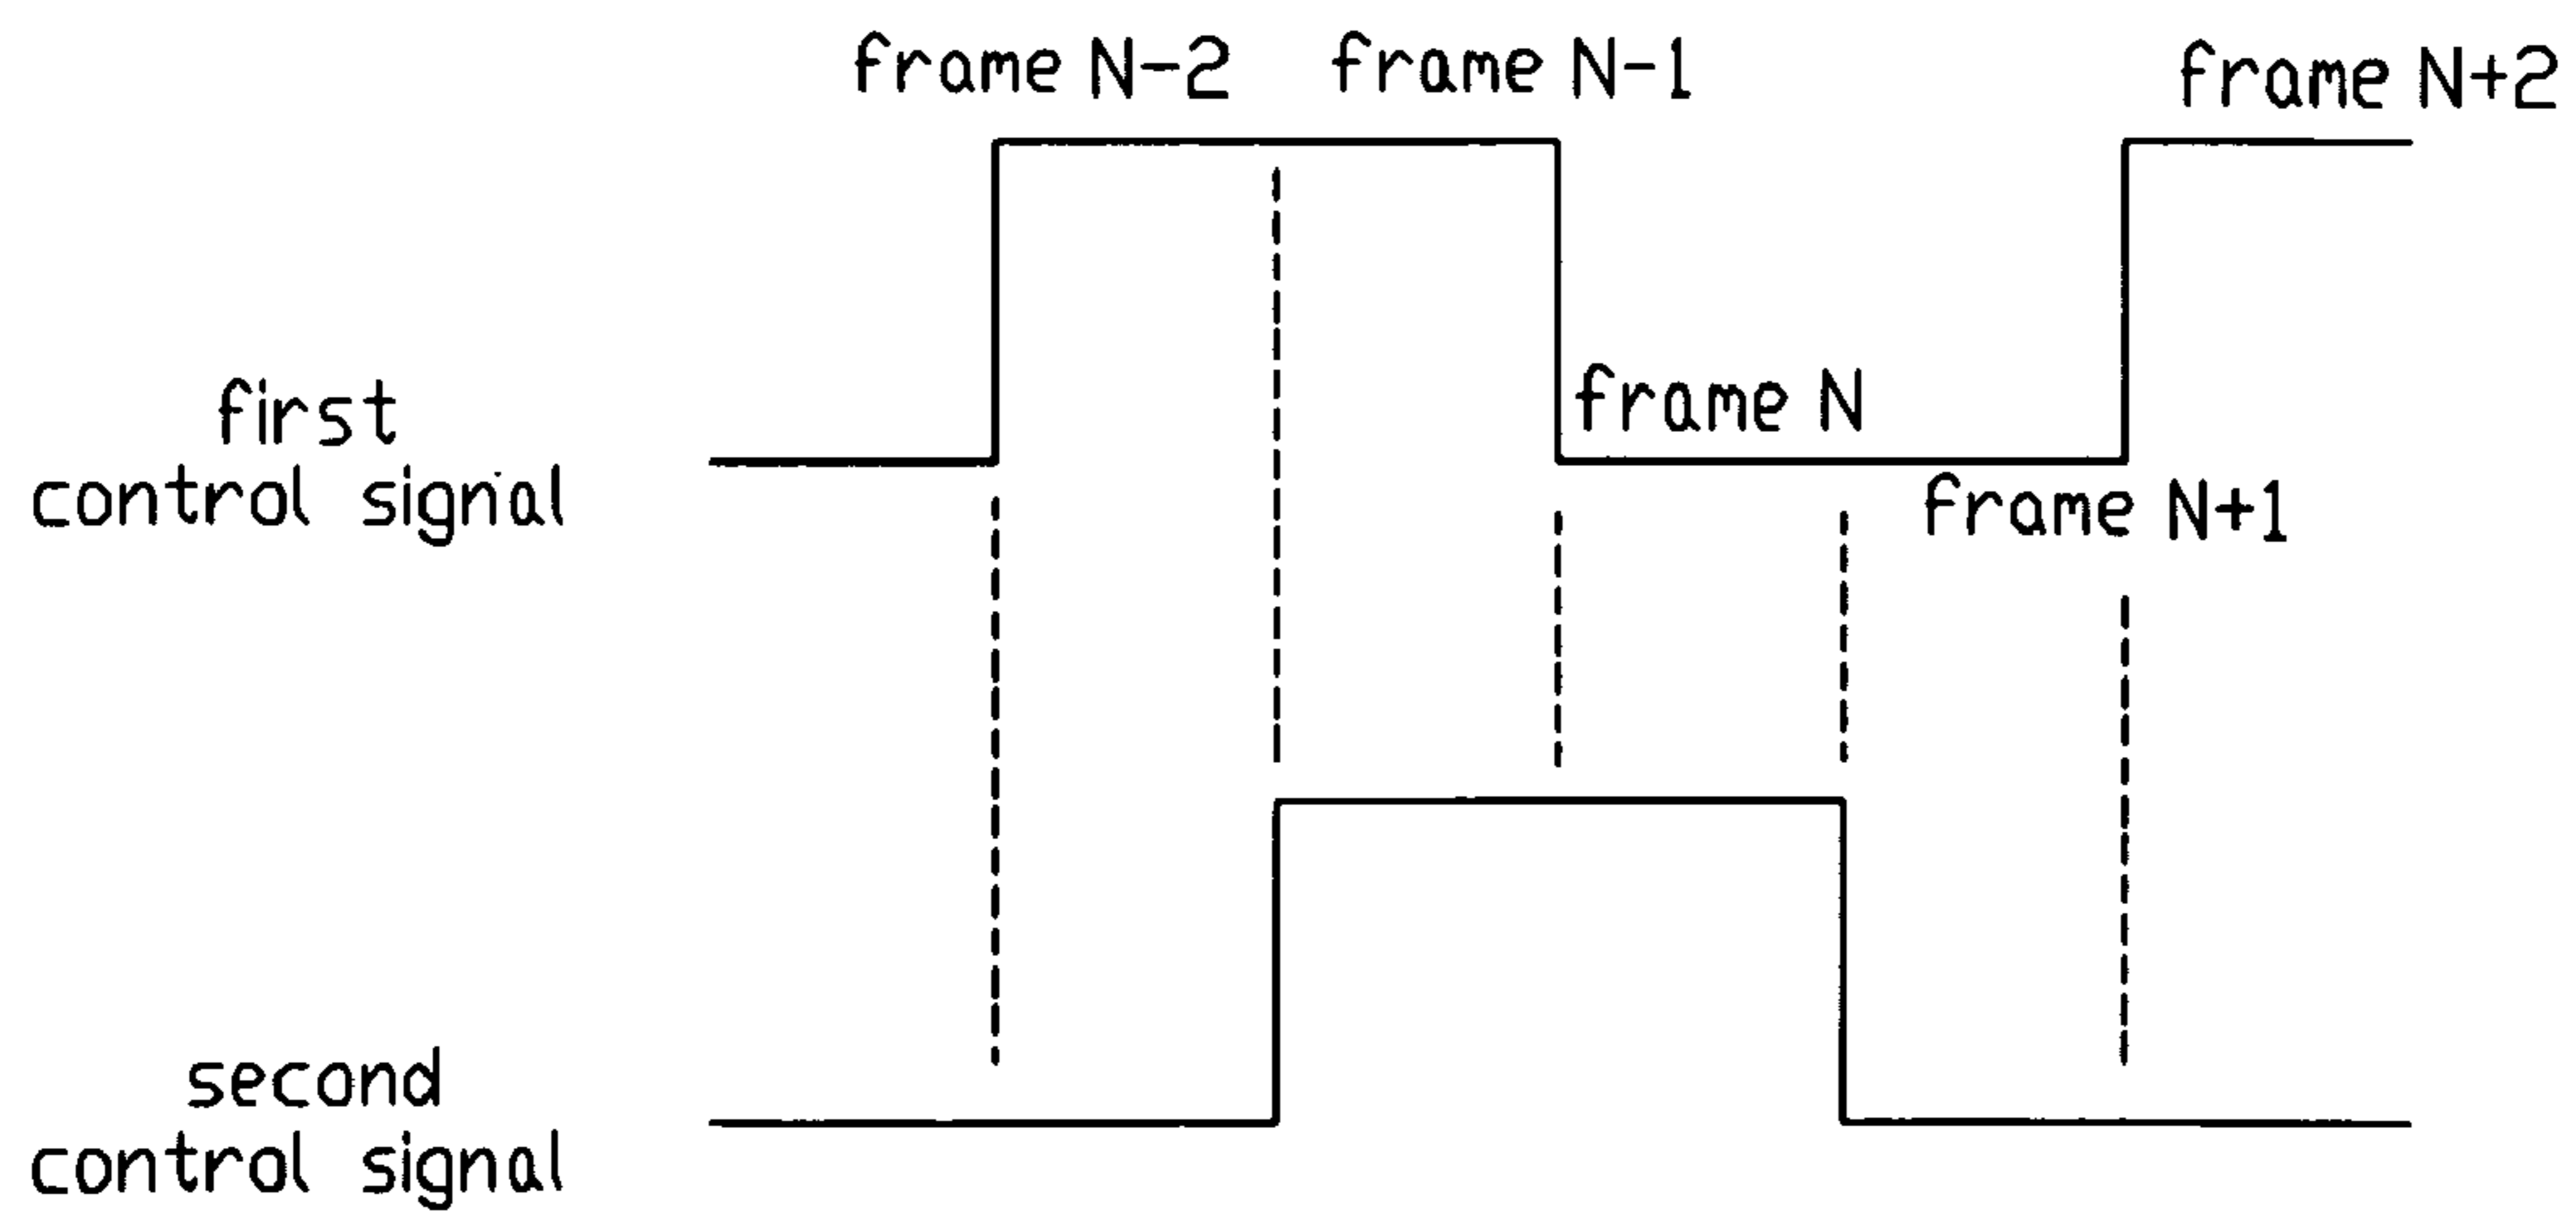 frame N-2
frame N-1
frame N+2
first
control signal
frame N
frame N+1
second
control signal